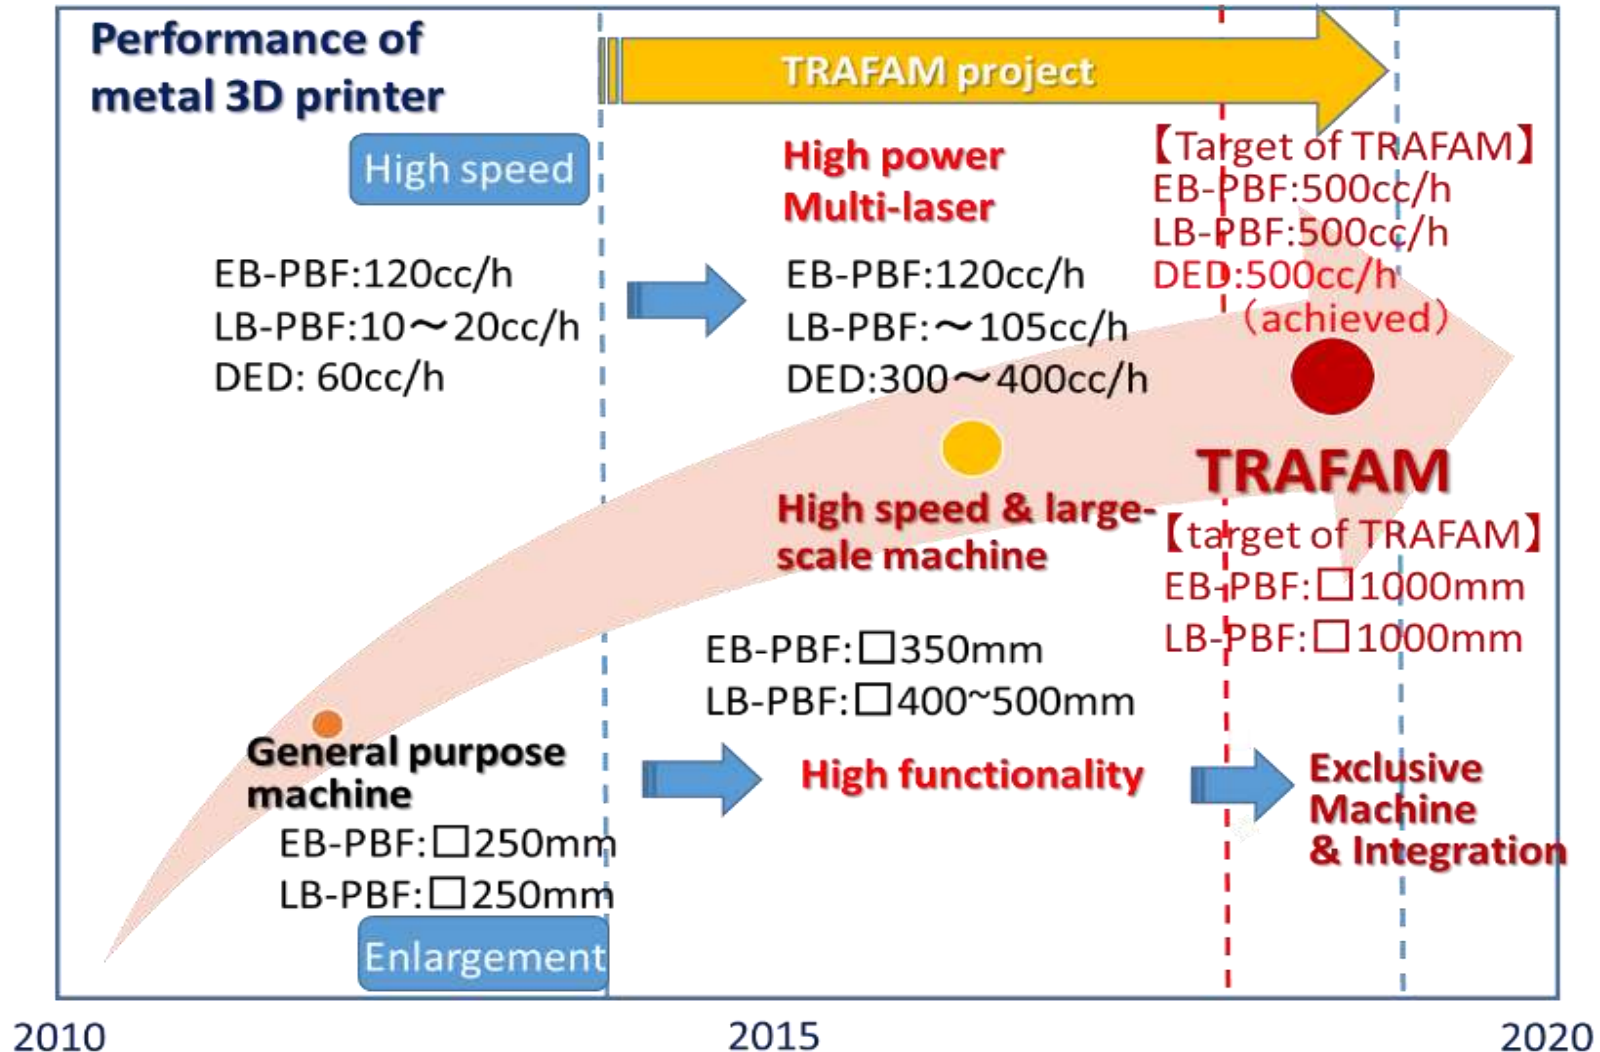 Performance of
metal 3D printer
TRAFAM project
High speed
EB-PBF:120cc/h
LB-PBF:10～20cc/h
DED: 60cc/h
High power
Multi-laser
EB-PBF:120cc/h
LB-PBF:～105cc/h
DED:300～400cc/h
【Target of TRAFAM】
EB-PBF:500cc/h
LB-PBF:500cc/h
DED:500cc/h
（achieved）
TRAFAM
【target of TRAFAM】
EB-PBF:□1000mm
LB-PBF:□1000mm
High speed & large-
scale machine
EB-PBF:□350mm
LB-PBF:□400~500mm
General purpose
machine
EB-PBF:□250mm
LB-PBF:□250mm
High functionality
Exclusive
Machine
& Integration
Enlargement
2010
2015
2020